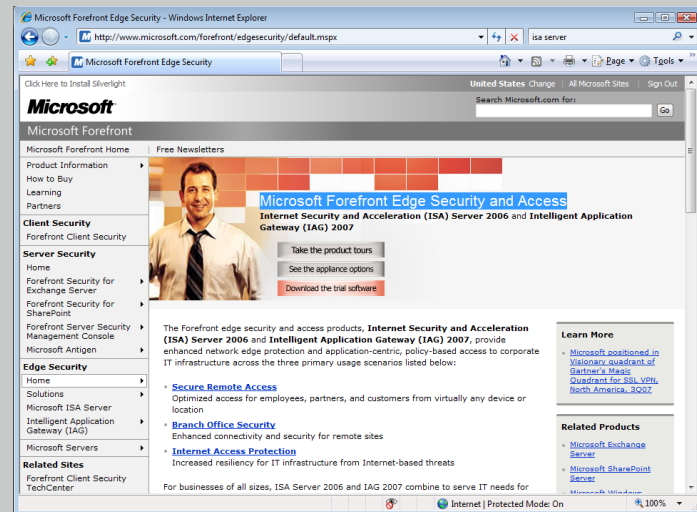 Microsoft Forefront Edge Security - Windows Internet Explorer
http://www.microsoft.com/forefront/edgesecurity/default.mspx
isa server
Microsoft Forefront Edge Security
Page
Tools
Click Here to Install Silverlight
United States Change | All Microsoft Sites | Sign Out
Microsoft
Search Microsoft.com for:
Go
Microsoft Forefront
Microsoft Forefront Home | Free Newsletters
Product Information
How to Buy
Learning
Partners
Client Security
Forefront Client Security
Server Security
Home
Forefront Security for
Exchange Server
Forefront Security for
SharePoint
Forefront Server Security
Management Console
Microsoft Antigen
Edge Security
Home
Solutions
Microsoft ISA Server
Intelligent Application
Gateway (IAG)
Microsoft Servers
Related Sites
Forefront Client Security
TechCenter
Microsoft Forefront Edge Security and Access
Internet Security and Acceleration (ISA) Server 2006 and Intelligent Application
Gateway (IAG) 2007
Take the product tours
See the appliance options
Download the trial software
The Forefront edge security and access products, Internet Security and Acceleration
(ISA) Server 2006 and Intelligent Application Gateway (IAG) 2007, provide
enhanced network edge protection and application-centric, policy-based access to corporate
IT infrastructure across the three primary usage scenarios listed below:
Secure Remote Access
Optimized access for employees, partners, and customers from virtually any device or
location
Branch Office Security
Enhanced connectivity and security for remote sites
Internet Access Protection
Increased resiliency for IT infrastructure from Internet-based threats
For businesses of all sizes, ISA Server 2006 and IAG 2007 combine to serve IT needs for
Learn More
Microsoft positioned in
Visionary quadrant of
Gartner's Magic
Quadrant for SSL VPN,
North America, 3Q07
Related Products
Microsoft Exchange
Server
Microsoft SharePoint
Server
Microsoft Windows
Internet | Protected Mode: On
100%